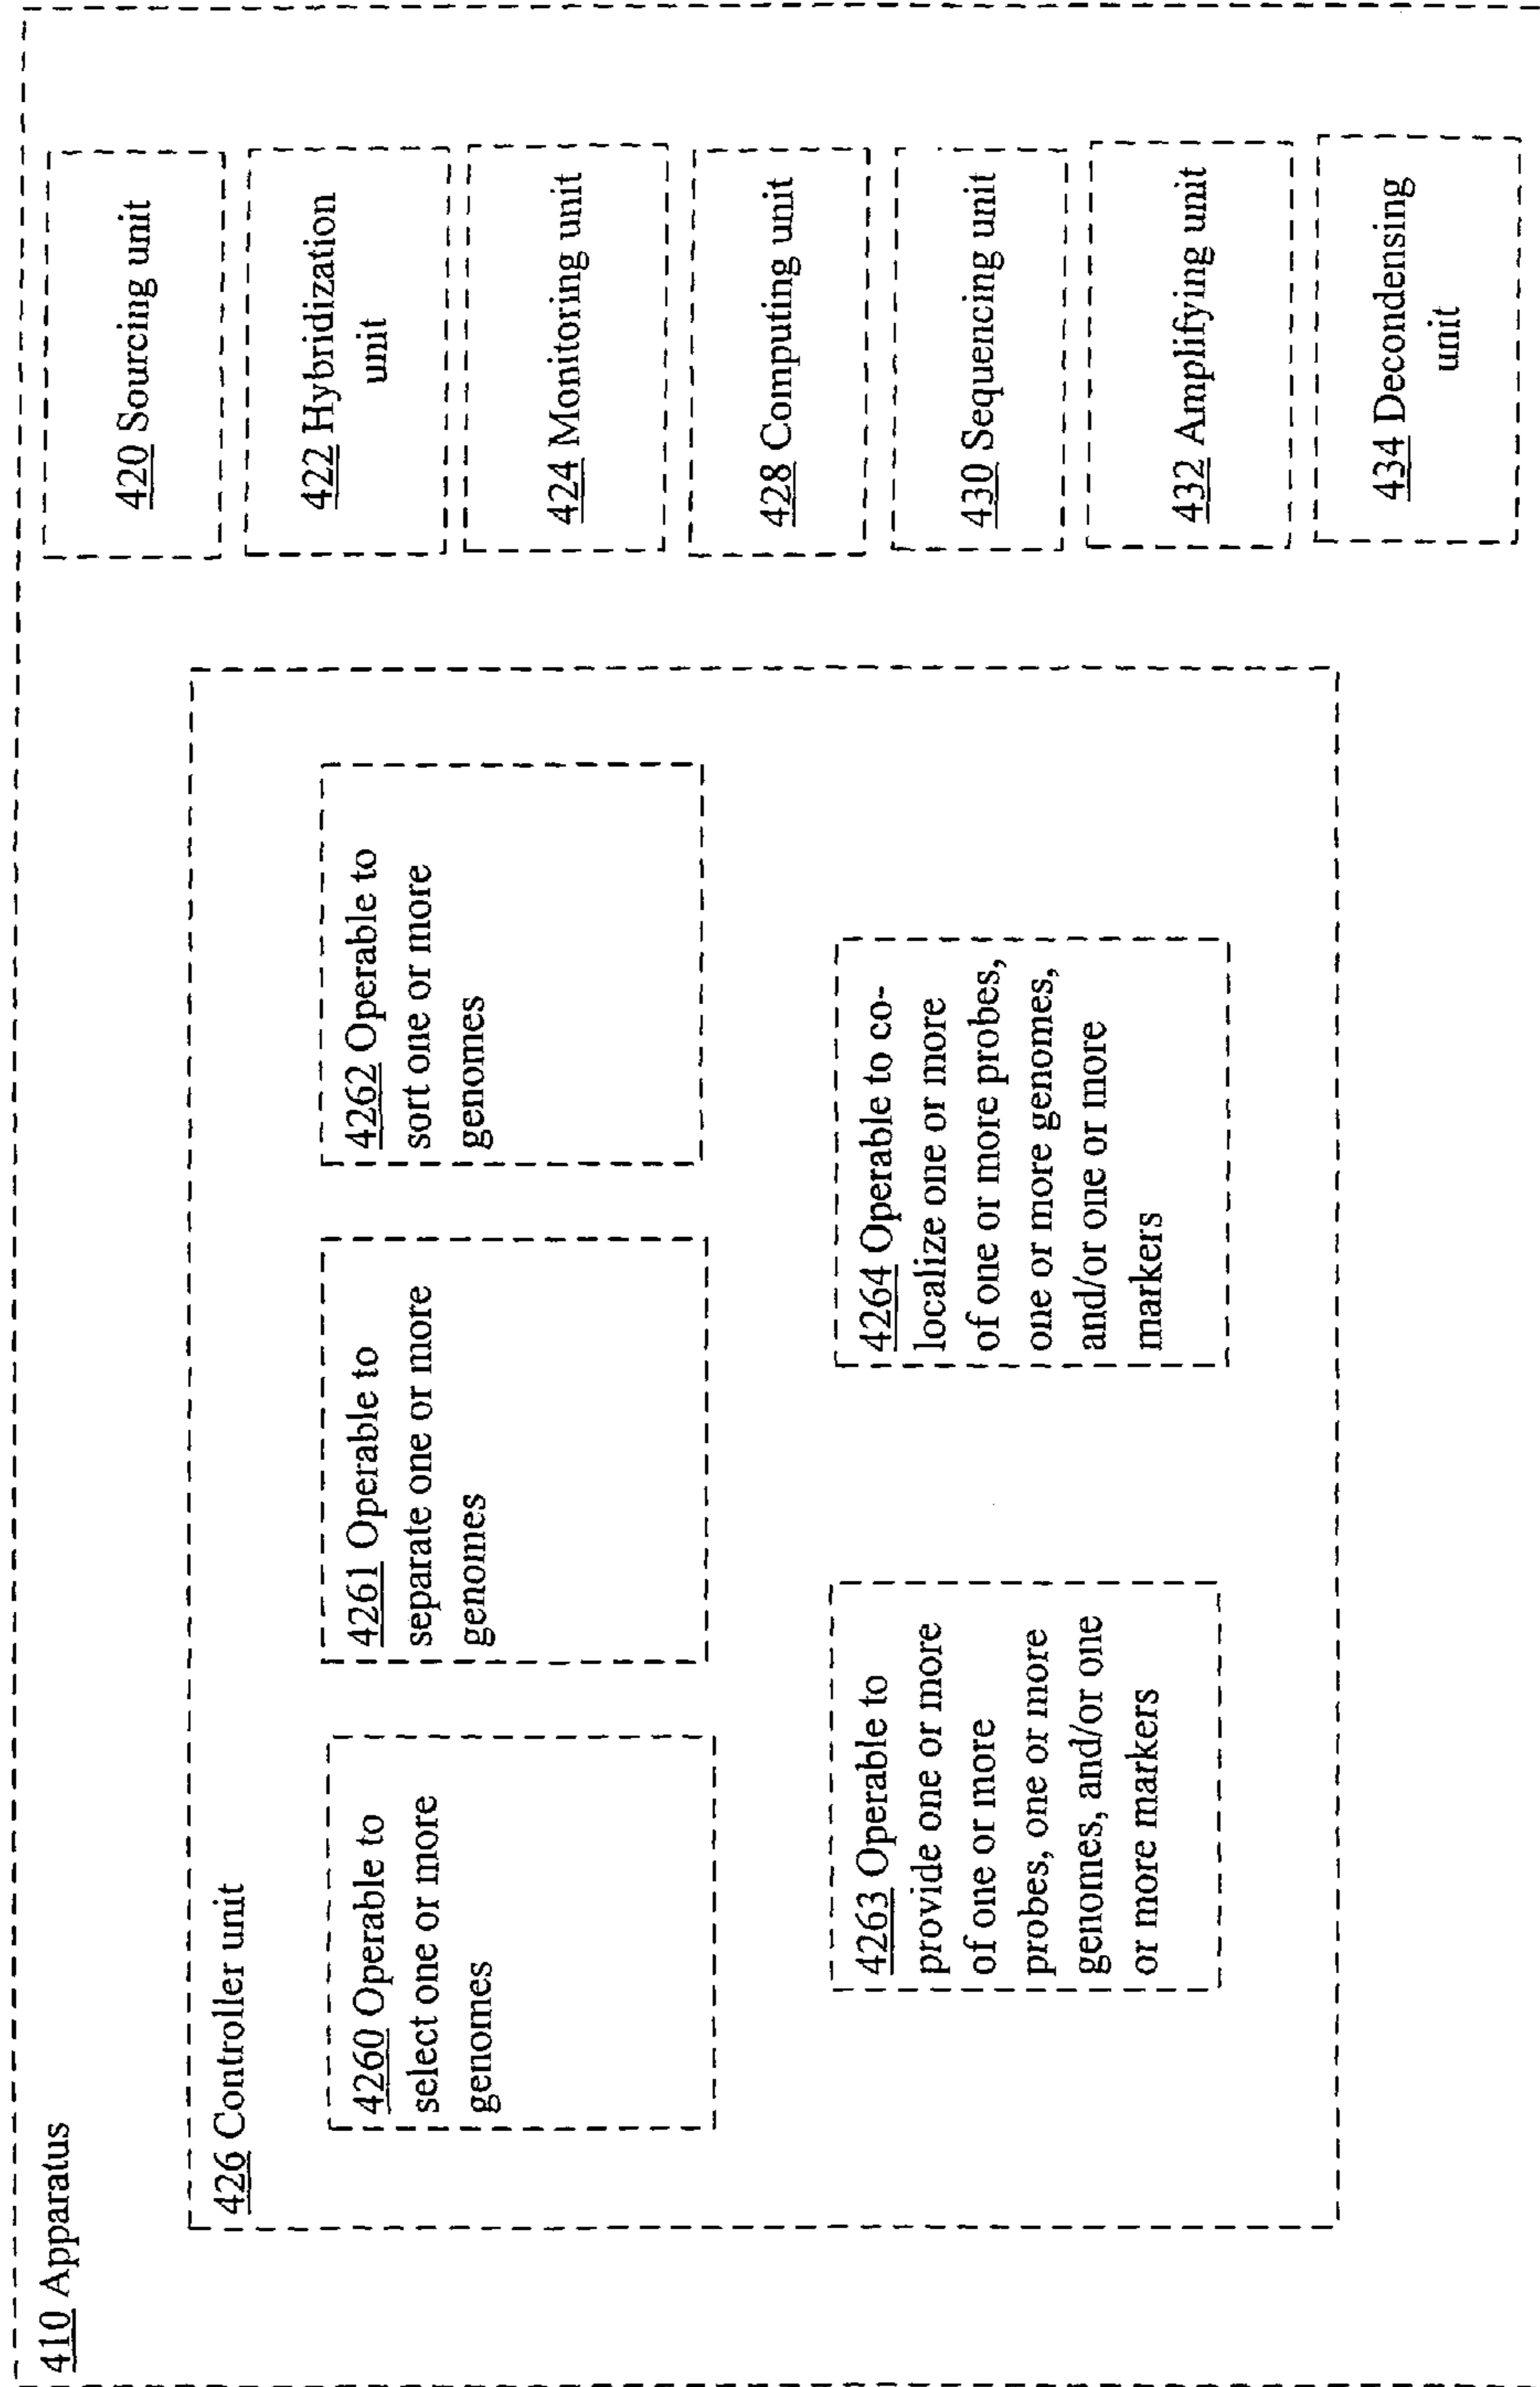 410 Apparatus
426 Controller unit
4260 Operable to
select one or more
genomes
4261 Operable to
separate one or more
genomes
4262 Operable to
sort one or more
genomes
4263 Operable to
provide one or more
of one or more
probes, one or more
genomes, and/or one
or more markers
4264 Operable to co-
localize one or more
of one or more probes,
one or more genomes,
and/or one or more
markers
420 Sourcing unit
422 Hybridization
unit
424 Monitoring unit
428 Computing unit
430 Sequencing unit
432 Amplifying unit
434 Decondensing
unit